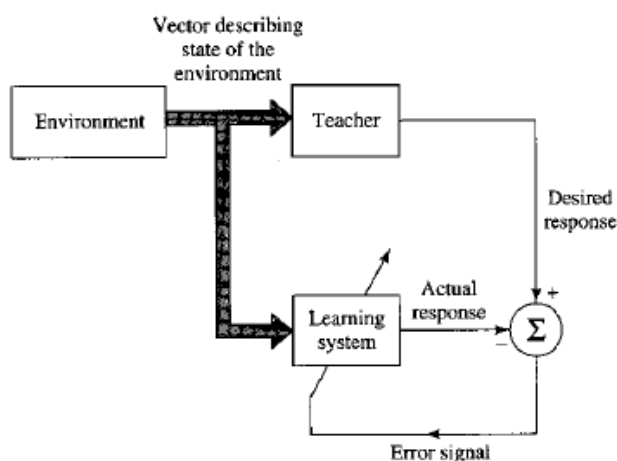 Vector describing
state of the
environment
Environment
Teacher
Desired
response
Learning
system
Actual
response
+
−
Σ
Error signal